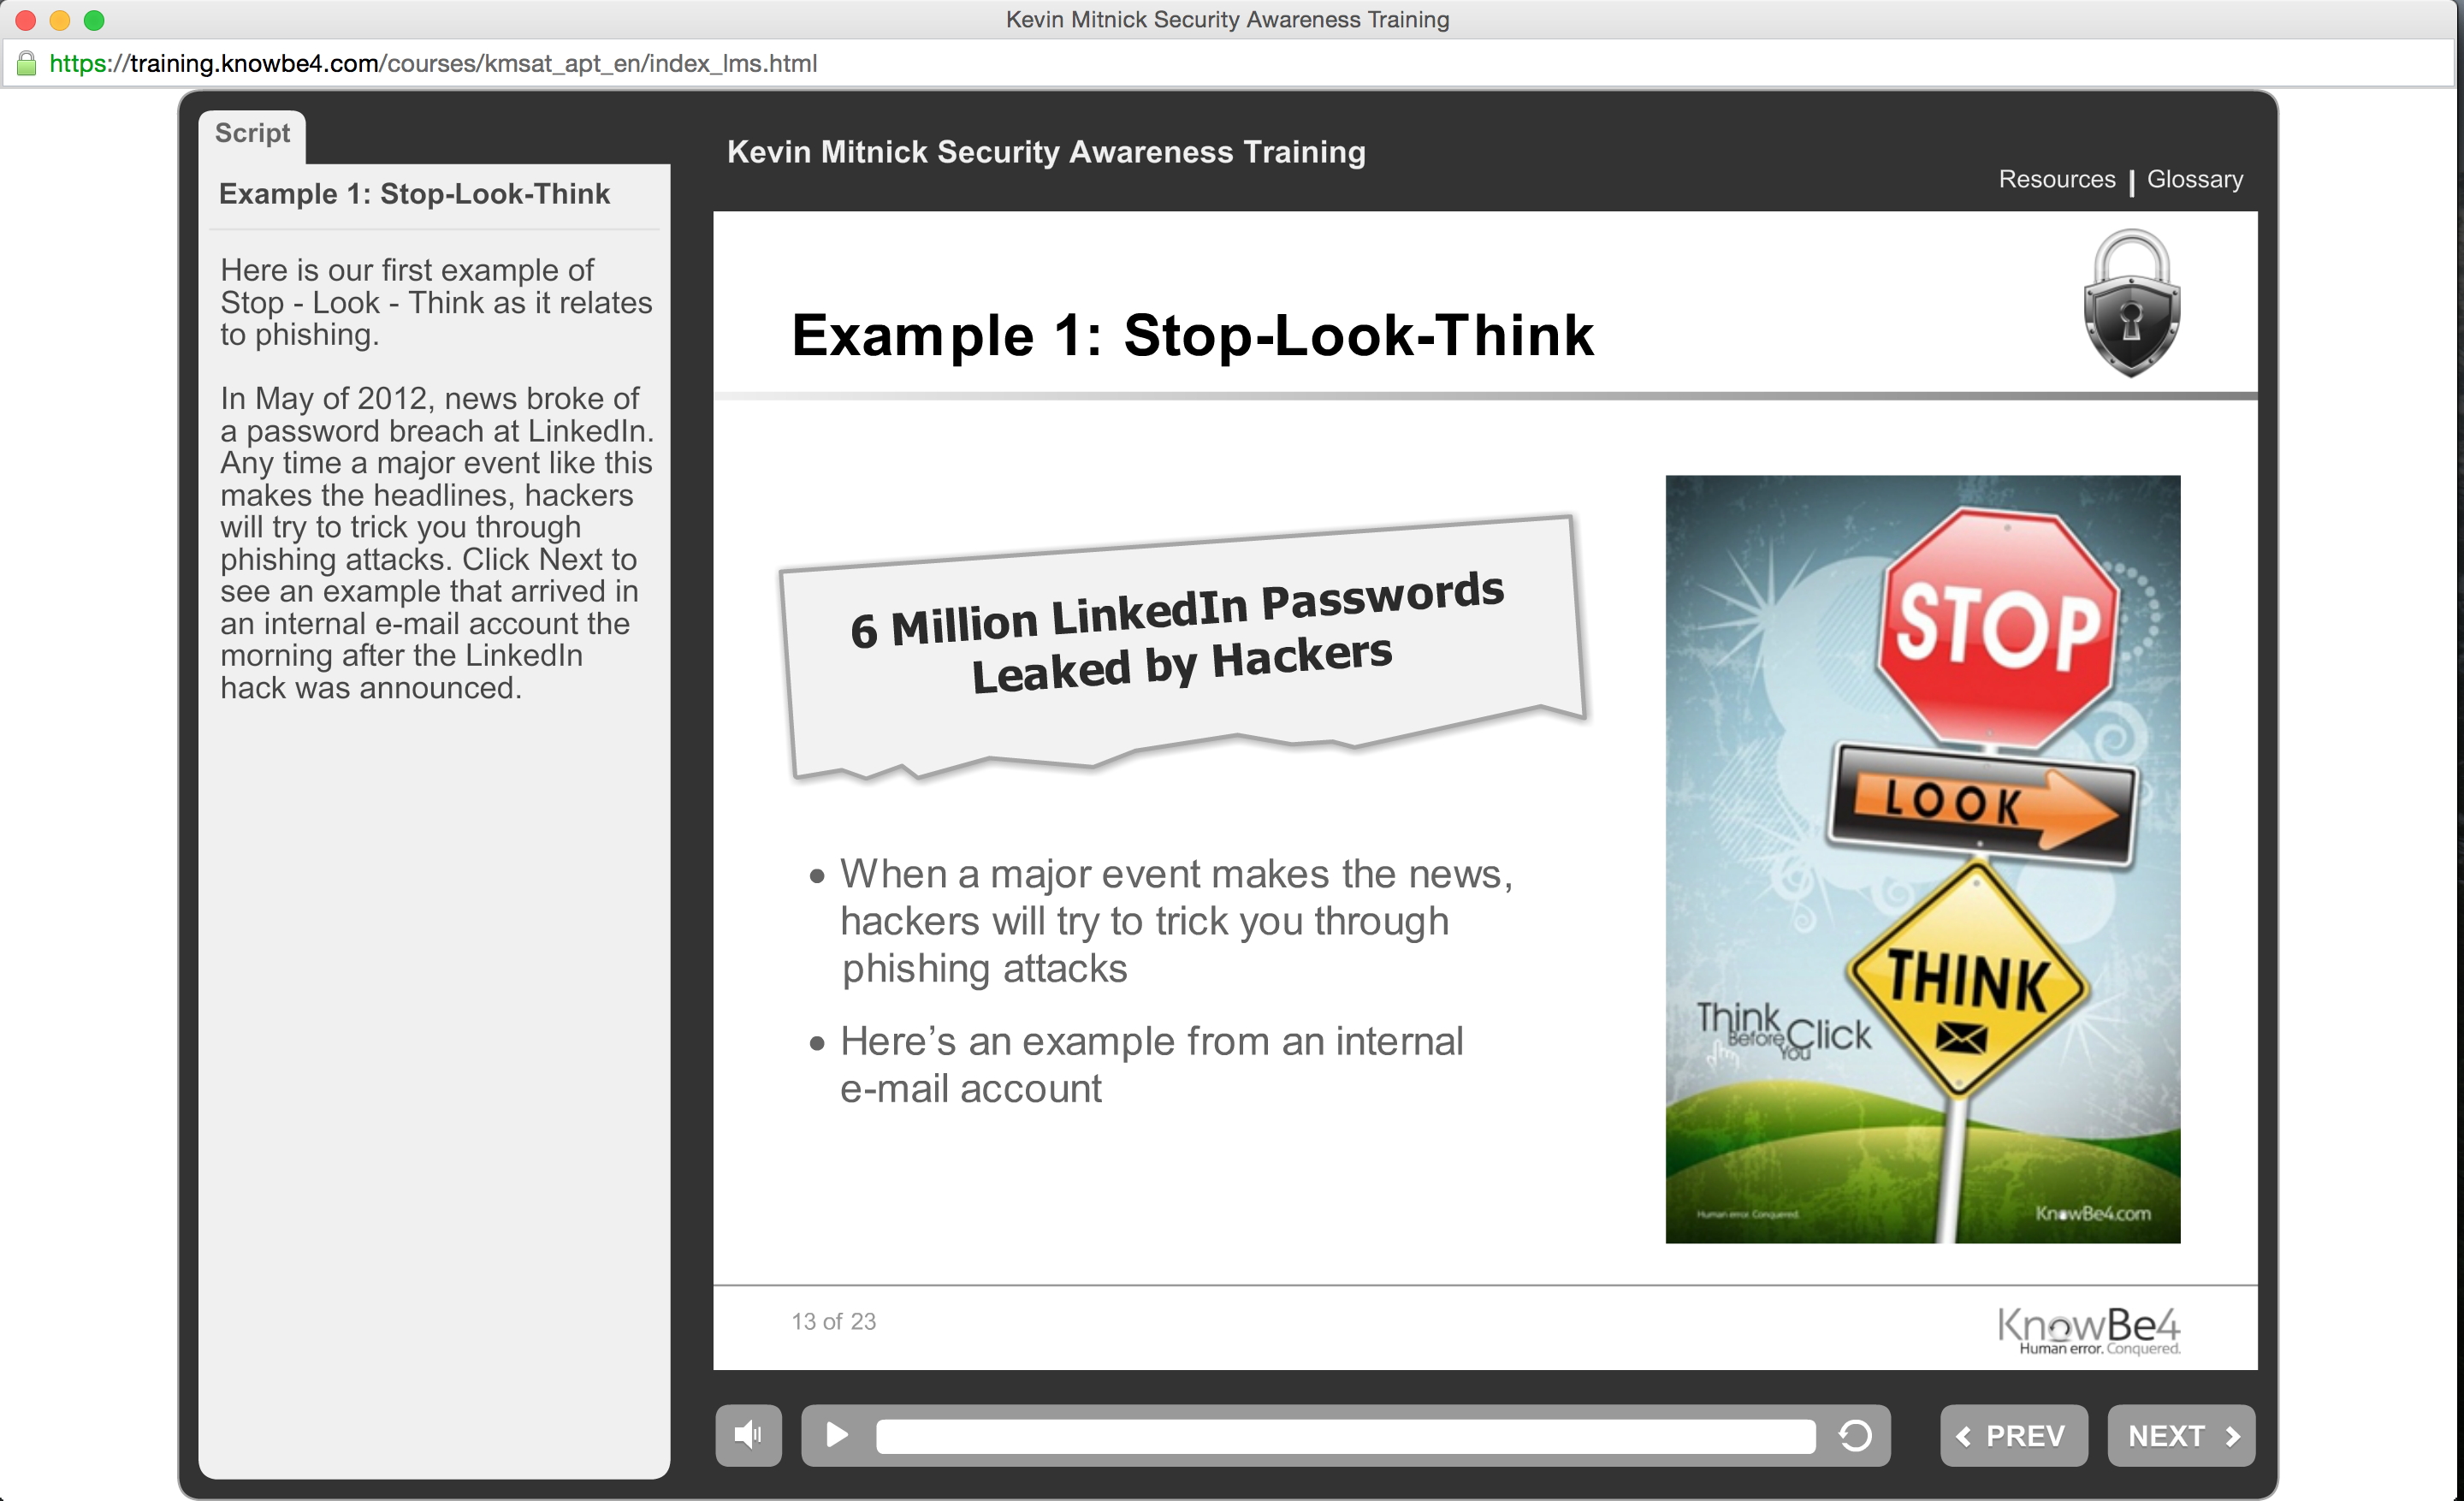 Kevin Mitnick Security Awareness Training
https://training.knowbe4.com/courses/kmsat_apt_en/index_lms.html
Script
Example 1: Stop-Look-Think
Here is our first example of
Stop - Look - Think as it relates
to phishing.
In May of 2012, news broke of
a password breach at LinkedIn.
Any time a major event like this
makes the headlines, hackers
will try to trick you through
phishing attacks. Click Next to
see an example that arrived in
an internal e-mail account the
morning after the LinkedIn
hack was announced.
Kevin Mitnick Security Awareness Training
Resources | Glossary
Example 1: Stop-Look-Think
6 Million LinkedIn Passwords
Leaked by Hackers
• When a major event makes the news,
hackers will try to trick you through
phishing attacks
• Here’s an example from an internal
e-mail account
STOP
LOOK
THINK
Think
Before
You
Click
Human error. Conquered.
KnowBe4.com
13 of 23
KnowBe4
Human error. Conquered.
PREV
NEXT